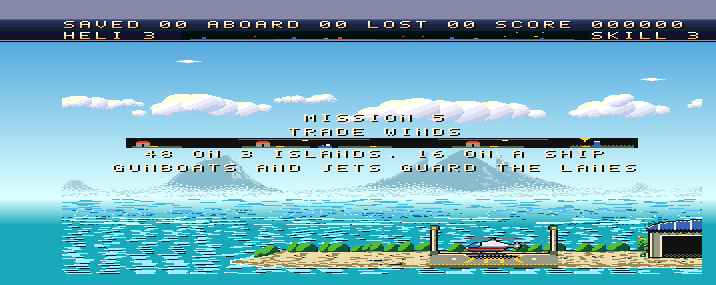 SAVED 00 ABOARD 00 LOST 00 SCORE 000000
HELI 3 SKILL 3
MISSION 5
TRADE WINDS
48 ON 3 ISLANDS. 16 ON A SHIP
GUNBOATS AND JETS GUARD THE LANES